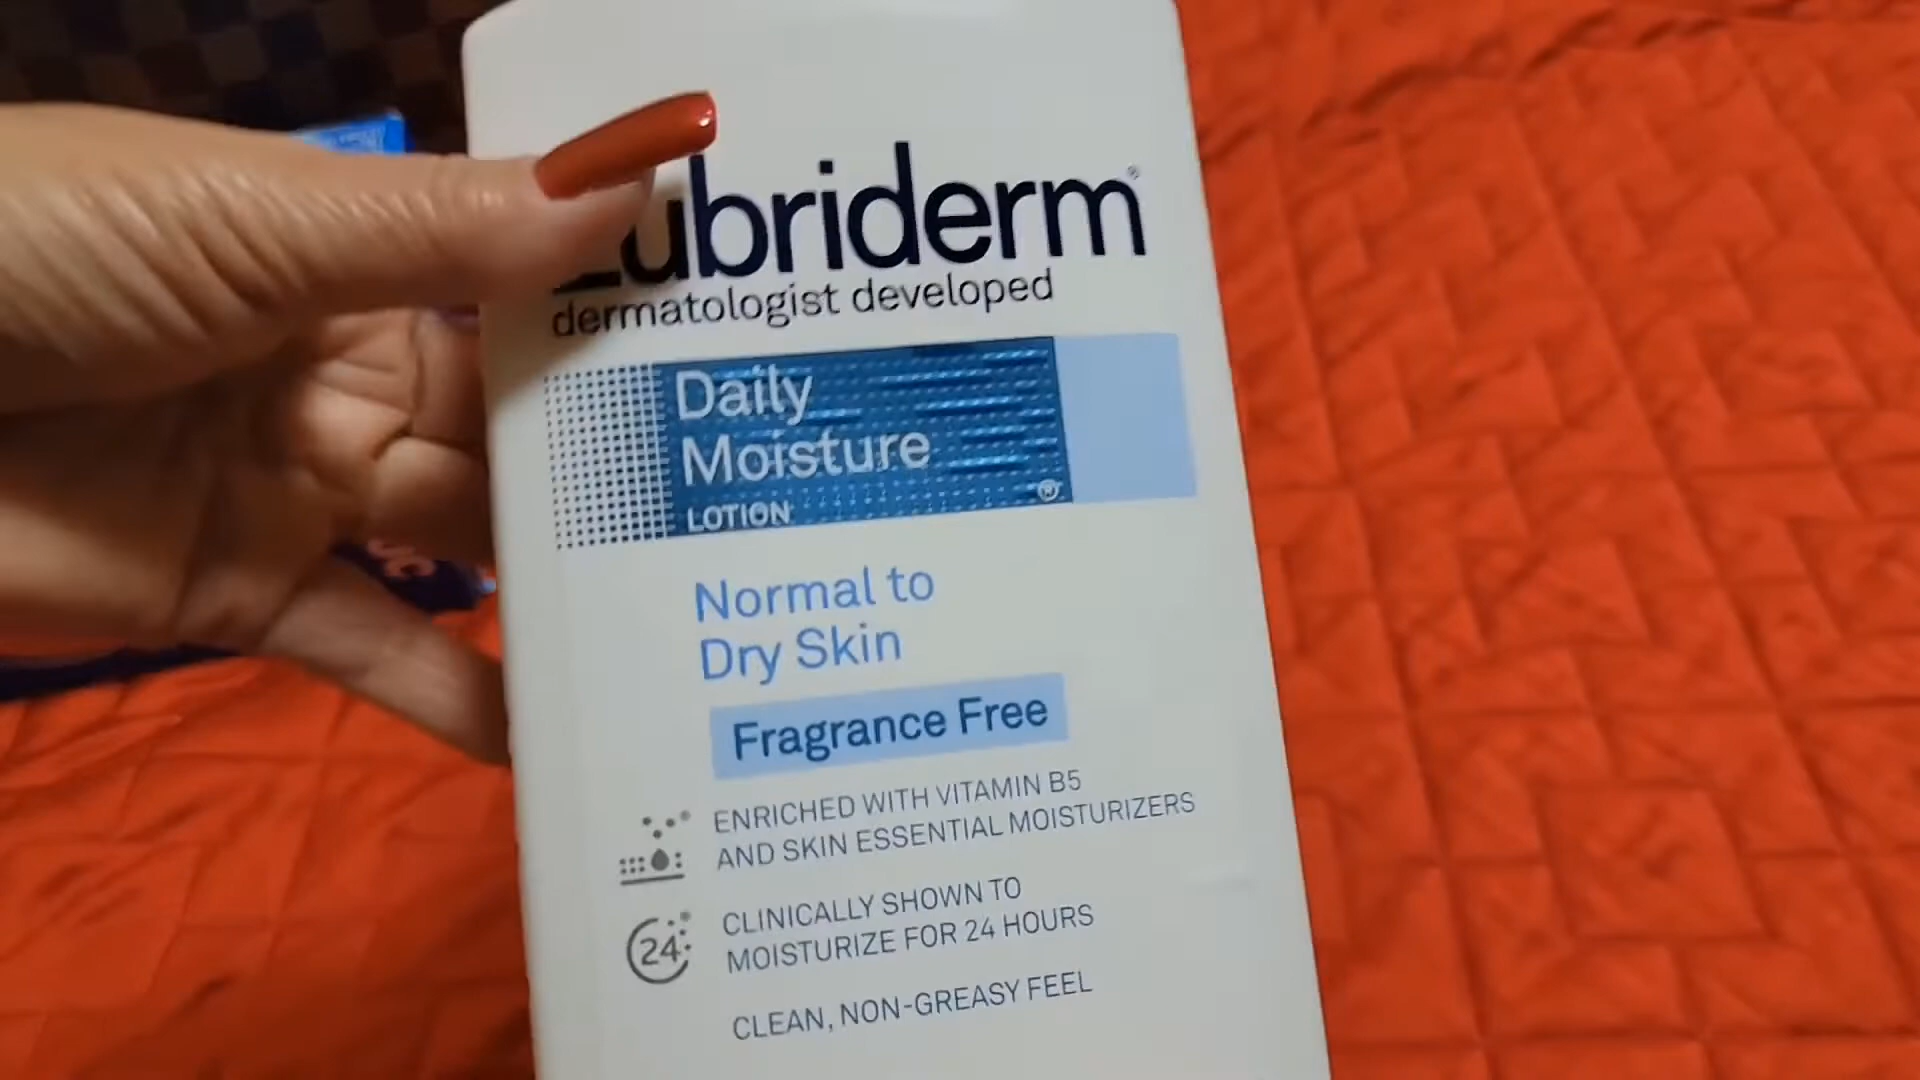 Lubriderm®
dermatologist developed
Daily
Moisture
LOTION
Normal to
Dry Skin
Fragrance Free
ENRICHED WITH VITAMIN B5
AND SKIN ESSENTIAL MOISTURIZERS
24
CLINICALLY SHOWN TO
MOISTURIZE FOR 24 HOURS
CLEAN, NON-GREASY FEEL